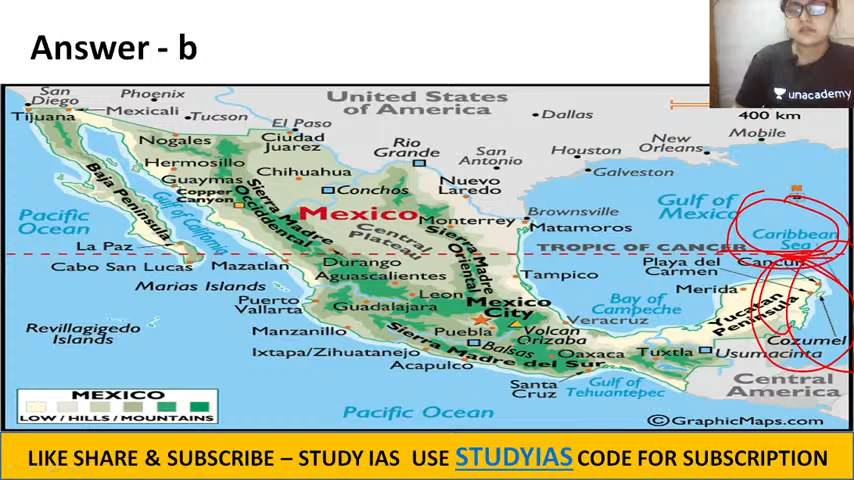 Answer - b
unacademy
San Diego
Phoenix
Tijuana
Mexicali
Tucson
El Paso
United States of America
Dallas
400 km
Nogales
Ciudad Juarez
Rio Grande
San Antonio
Houston
New Orleans
Mobile
Galveston
Hermosillo
Guaymas
Copper Canyon
Chihuahua
Conchos
Nuevo Laredo
Baja Peninsula
Gulf of California
Sierra Madre Occidental
Mexico
Monterrey
Brownsville
Matamoros
Gulf of Mexico
N
Caribbean Sea
Pacific Ocean
Central Plateau
Sierra Madre Oriental
TROPIC OF CANCER
La Paz
Cabo San Lucas
Mazatlan
Durango
Aguascalientes
Tampico
Playa del Carmen
Cancun
Marias Islands
Leon
Mexico City
Merida
Puerto Vallarta
Guadalajara
Bay of Campeche
Yucatan Peninsula
Revillagigedo Islands
Manzanillo
Puebla
Veracruz
Volcan Orizaba
Cozumel
Ixtapa/Zihuatanejo
Balsas
Oaxaca
Tuxtla
Usumacinta
Acapulco
Sierra Madre del Sur
Santa Cruz
Gulf of Tehuantepec
Central America
MEXICO
LOW / HILLS / MOUNTAINS
Pacific Ocean
©GraphicMaps.com
LIKE SHARE & SUBSCRIBE – STUDY IAS USE STUDYIAS CODE FOR SUBSCRIPTION